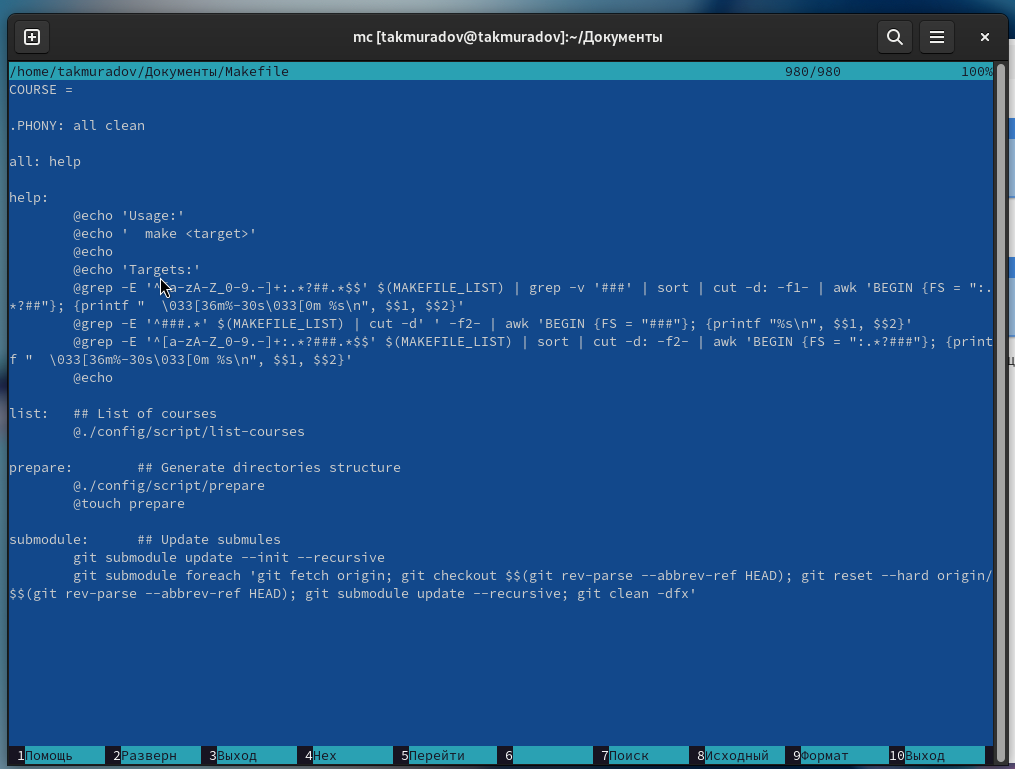 mc [takmuradov@takmuradov]:~/Документы
/home/takmuradov/Документы/Makefile 980/980 100%
COURSE =
.PHONY: all clean
all: help
help:
@echo 'Usage:'
@echo '  make <target>'
@echo
@echo 'Targets:'
@grep -E '^[a-zA-Z_0-9.-]+:.*?##.*$$' $(MAKEFILE_LIST) | grep -v '###' | sort | cut -d: -f1- | awk 'BEGIN {FS = ":.
*?##"}; {printf "  \033[36m%-30s\033[0m %s\n", $$1, $$2}'
@grep -E '^###.*' $(MAKEFILE_LIST) | cut -d' ' -f2- | awk 'BEGIN {FS = "###"}; {printf "%s\n", $$1, $$2}'
@grep -E '^[a-zA-Z_0-9.-]+:.*?###.*$$' $(MAKEFILE_LIST) | sort | cut -d: -f2- | awk 'BEGIN {FS = ":.*?###"}; {print
f "  \033[36m%-30s\033[0m %s\n", $$1, $$2}'
@echo
list:   ## List of courses
@./config/script/list-courses
prepare:        ## Generate directories structure
@./config/script/prepare
@touch prepare
submodule:      ## Update submules
git submodule update --init --recursive
git submodule foreach 'git fetch origin; git checkout $$(git rev-parse --abbrev-ref HEAD); git reset --hard origin/
$$(git rev-parse --abbrev-ref HEAD); git submodule update --recursive; git clean -dfx'
1Помощь 2Разверн 3Выход 4Hex 5Перейти 6 7Поиск 8Исходный 9Формат 10Выход